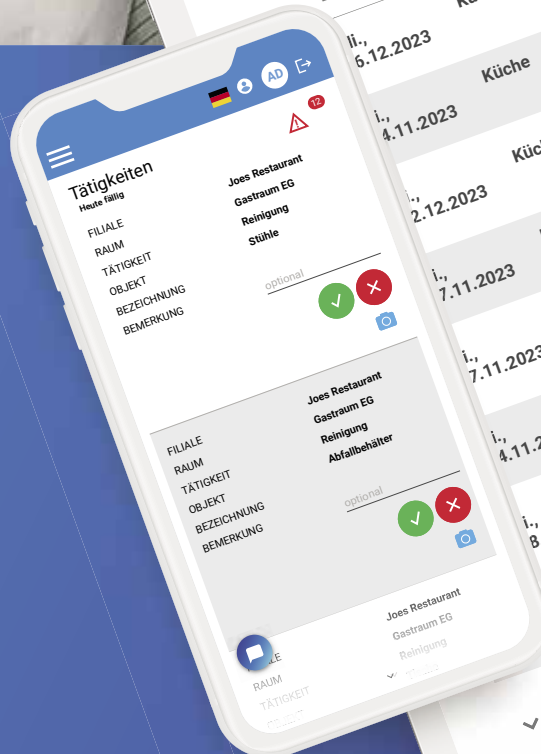 AD
12
Tätigkeiten
Heute fällig
FILIALE Joes Restaurant
RAUM Gastraum EG
TÄTIGKEIT Reinigung
OBJEKT Stühle
BEZEICHNUNG
BEMERKUNG optional
FILIALE Joes Restaurant
RAUM Gastraum EG
TÄTIGKEIT Reinigung
OBJEKT Abfallbehälter
BEZEICHNUNG
BEMERKUNG optional
Joes Restaurant
RAUM Gastraum EG
TÄTIGKEIT Reinigung
6.12.2023
Küche
4.11.2023
2.12.2023
7.11.2023
7.11.2023